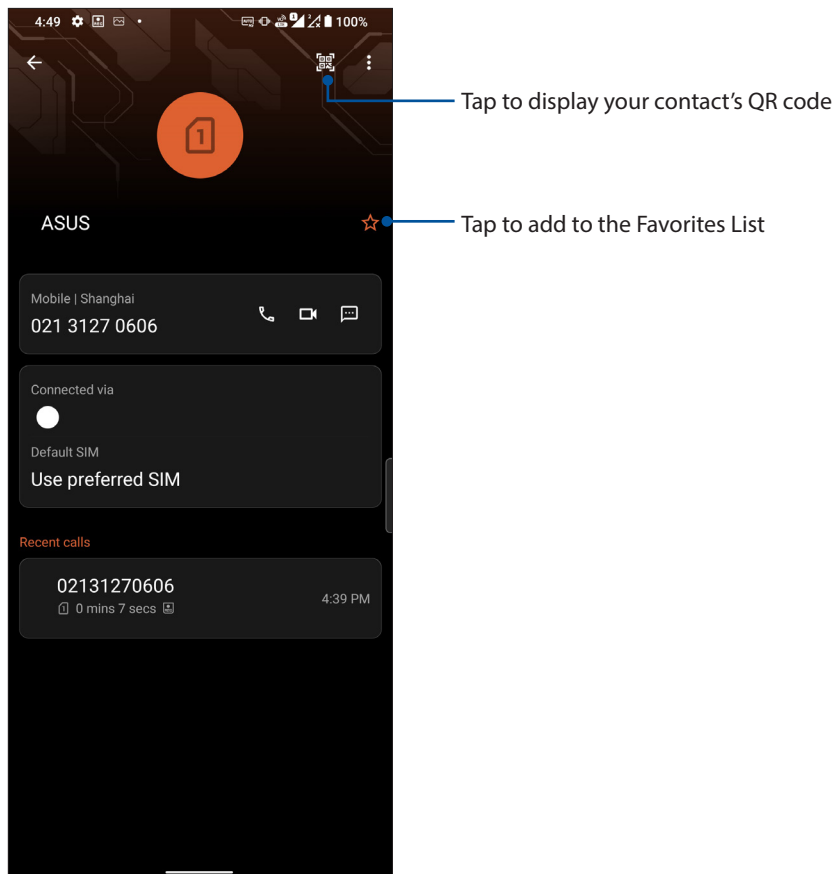 4:49
100%
Tap to display your contact's QR code
1
ASUS
Tap to add to the Favorites List
Mobile | Shanghai
021 3127 0606
Connected via
Default SIM
Use preferred SIM
Recent calls
02131270606
1 0 mins 7 secs
4:39 PM